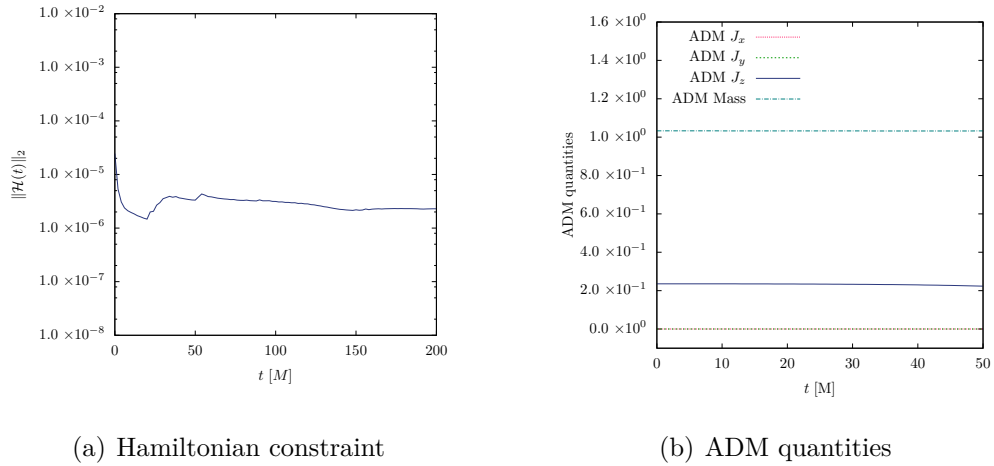 1.0 ×10⁻²
1.0 ×10⁻³
1.0 ×10⁻⁴
1.0 ×10⁻⁵
1.0 ×10⁻⁶
1.0 ×10⁻⁷
1.0 ×10⁻⁸
‖ℋ(t)‖₂
0 50 100 150 200
t [M]
(a) Hamiltonian constraint
1.6 ×10⁰
1.4 ×10⁰
1.2 ×10⁰
1.0 ×10⁰
8.0 ×10⁻¹
6.0 ×10⁻¹
4.0 ×10⁻¹
2.0 ×10⁻¹
0.0 ×10⁰
ADM quantities
ADM Jₓ
ADM J_y
ADM J_z
ADM Mass
0 10 20 30 40 50
t [M]
(b) ADM quantities